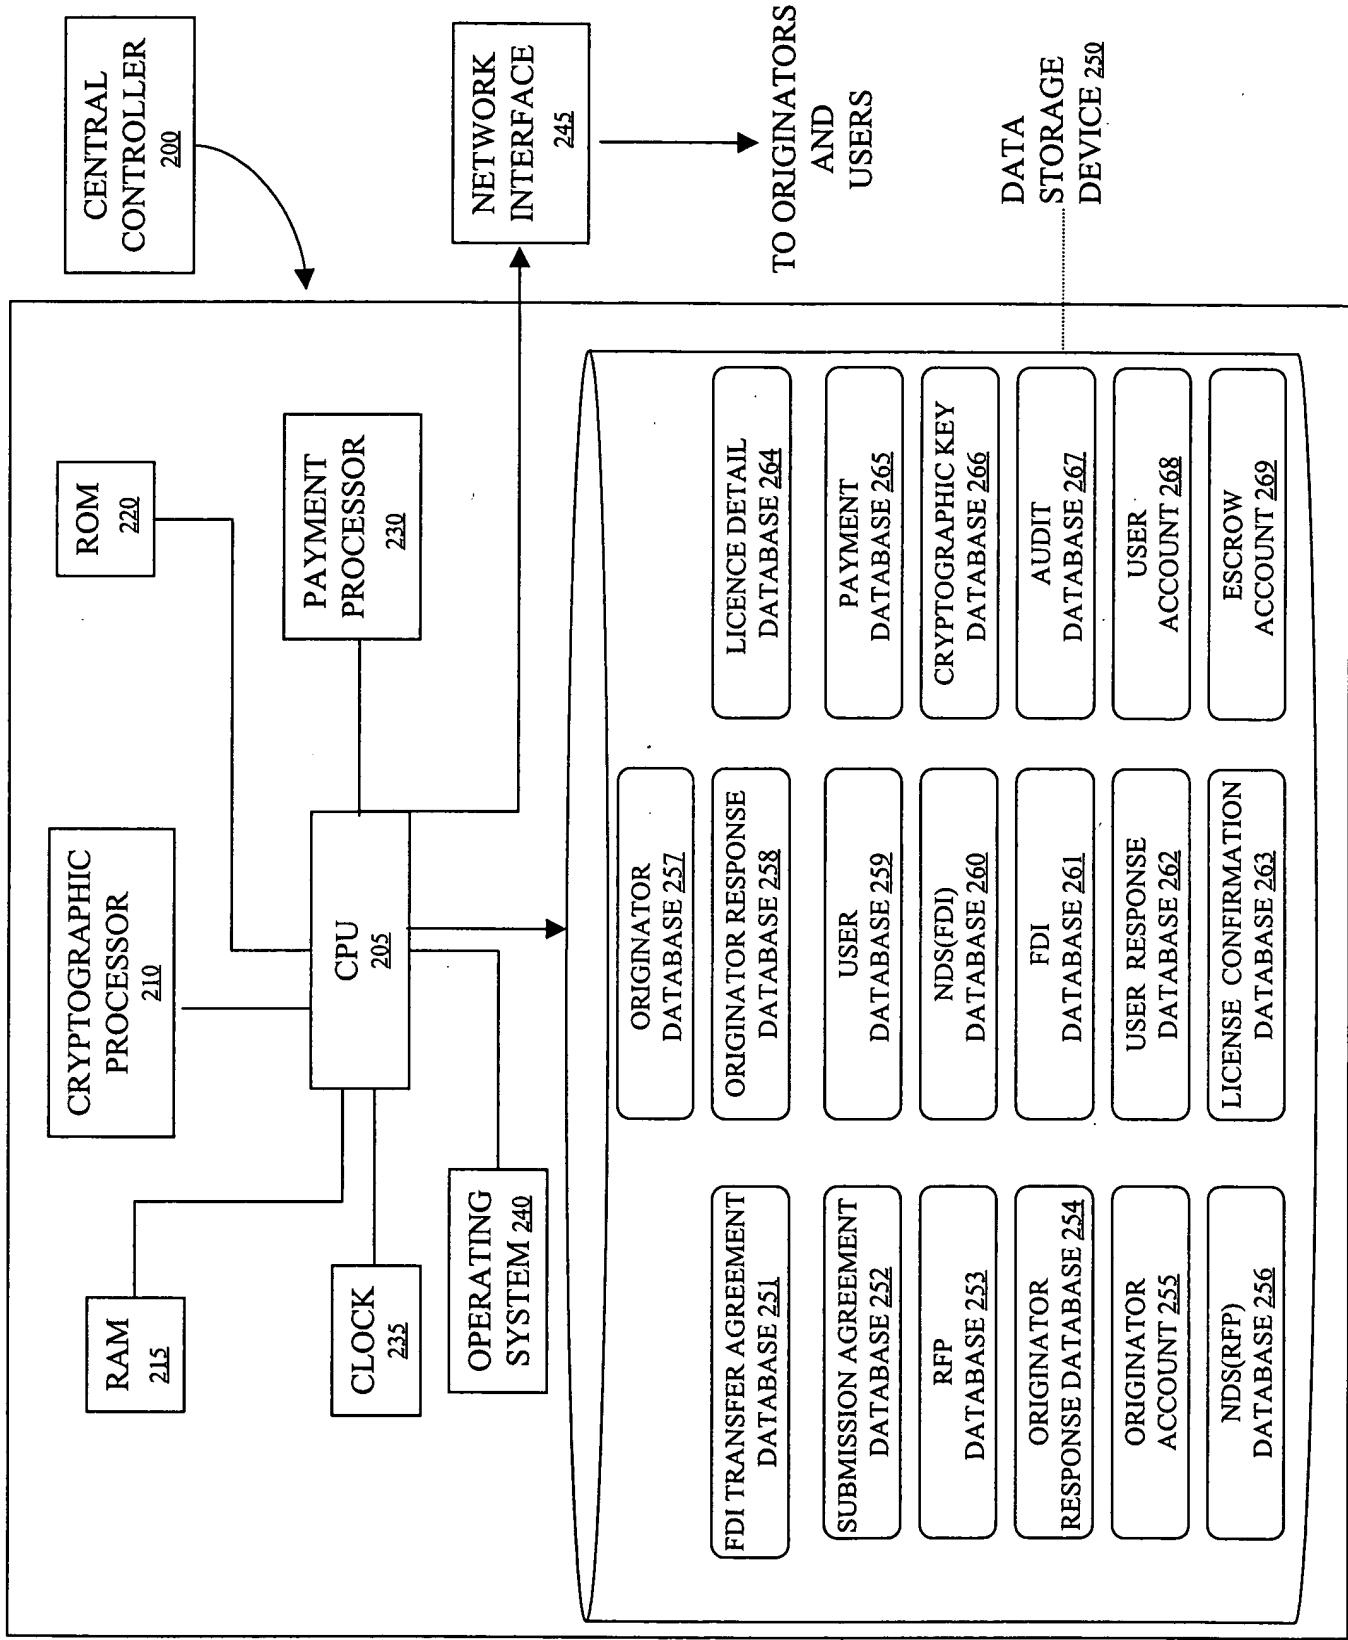 CENTRAL
CONTROLLER
200
ROM
220
CRYPTOGRAPHIC
PROCESSOR
210
RAM
215
PAYMENT
PROCESSOR
230
CPU
205
CLOCK
235
OPERATING
SYSTEM 240
NETWORK
INTERFACE
245
TO ORIGINATORS
AND
USERS
DATA
STORAGE
DEVICE 250
FDI TRANSFER AGREEMENT
DATABASE 251
SUBMISSION AGREEMENT
DATABASE 252
RFP
DATABASE 253
ORIGINATOR
RESPONSE DATABASE 254
ORIGINATOR
ACCOUNT 255
NDS(RFP)
DATABASE 256
ORIGINATOR
DATABASE 257
ORIGINATOR RESPONSE
DATABASE 258
USER
DATABASE 259
NDS(FDI)
DATABASE 260
FDI
DATABASE 261
USER RESPONSE
DATABASE 262
LICENSE CONFIRMATION
DATABASE 263
LICENCE DETAIL
DATABASE 264
PAYMENT
DATABASE 265
CRYPTOGRAPHIC KEY
DATABASE 266
AUDIT
DATABASE 267
USER
ACCOUNT 268
ESCROW
ACCOUNT 269